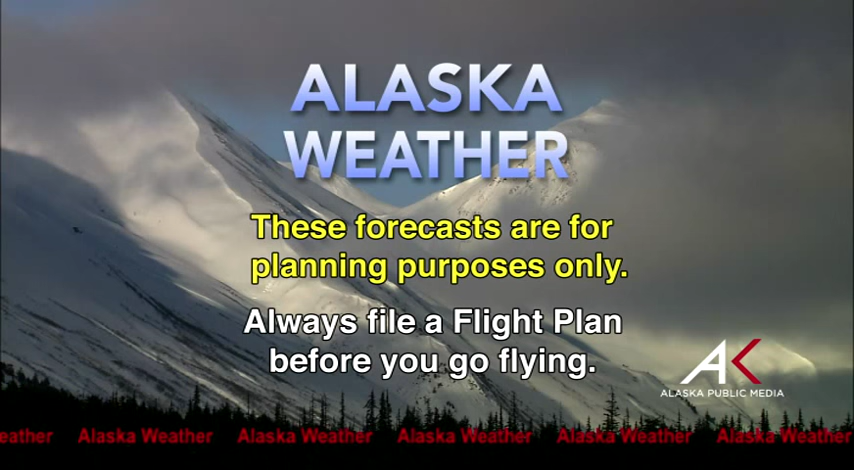 ALASKA
WEATHER
These forecasts are for
planning purposes only.
Always file a Flight Plan
before you go flying.
AK
ALASKA PUBLIC MEDIA
eather Alaska Weather Alaska Weather Alaska Weather Alaska Weather Alaska Weather